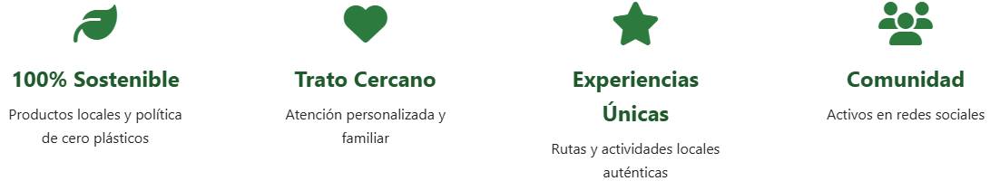 100% Sostenible
Productos locales y política
de cero plásticos
Trato Cercano
Atención personalizada y
familiar
Experiencias
Únicas
Rutas y actividades locales
auténticas
Comunidad
Activos en redes sociales